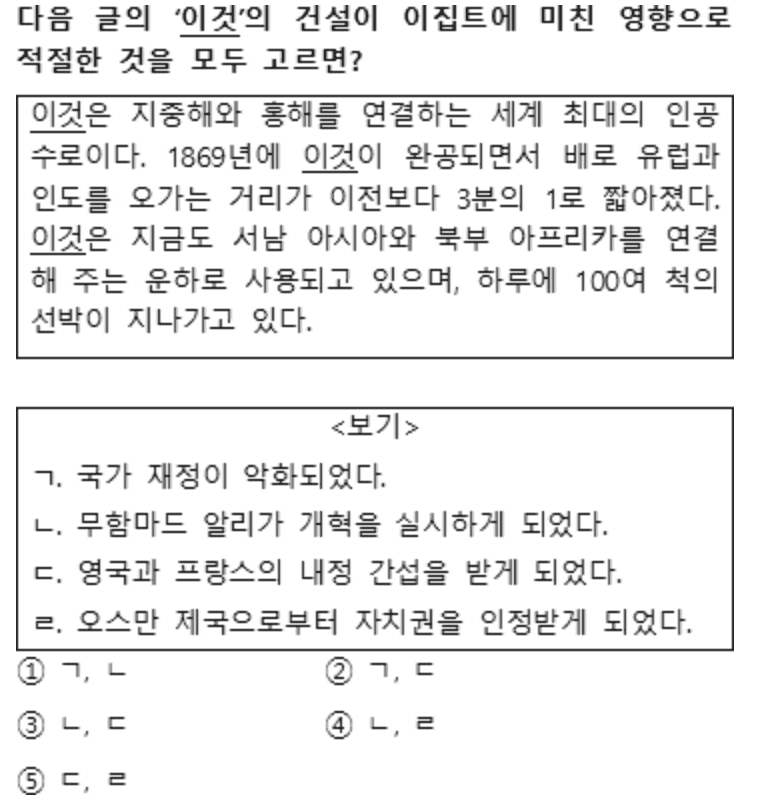 다음 글의 ‘이것’의 건설이 이집트에 미친 영향으로
적절한 것을 모두 고르면?
이것은 지중해와 홍해를 연결하는 세계 최대의 인공
수로이다. 1869년에 이것이 완공되면서 배로 유럽과
인도를 오가는 거리가 이전보다 3분의 1로 짧아졌다.
이것은 지금도 서남 아시아와 북부 아프리카를 연결
해 주는 운하로 사용되고 있으며, 하루에 100여 척의
선박이 지나가고 있다.
<보기>
ㄱ. 국가 재정이 악화되었다.
ㄴ. 무함마드 알리가 개혁을 실시하게 되었다.
ㄷ. 영국과 프랑스의 내정 간섭을 받게 되었다.
ㄹ. 오스만 제국으로부터 자치권을 인정받게 되었다.
① ㄱ, ㄴ ② ㄱ, ㄷ
③ ㄴ, ㄷ ④ ㄴ, ㄹ
⑤ ㄷ, ㄹ